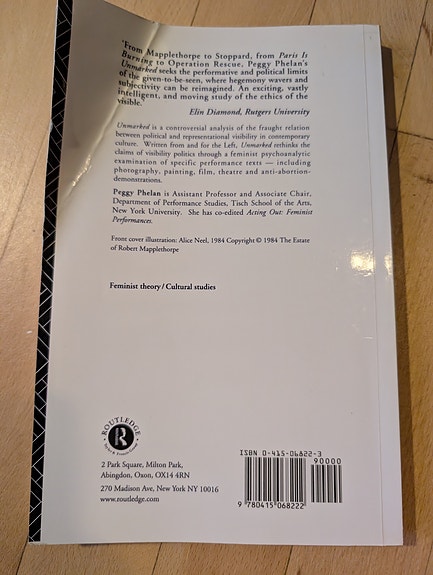 'From Mapplethorpe to Stoppard, from Paris Is
Burning to Operation Rescue, Peggy Phelan's
Unmarked seeks the performative and political limits
of the given-to-be-seen, where hegemony wavers and
subjectivity can be reimagined. An exciting, vastly
intelligent, and moving study of the ethics of the
visible.
Elin Diamond, Rutgers University
Unmarked is a controversial analysis of the fraught relation
between political and representational visibility in contemporary
culture. Written from and for the Left, Unmarked rethinks the
claims of visibility politics through a feminist psychoanalytic
examination of specific performance texts — including
photography, painting, film, theatre and anti-abortion-
demonstrations.
Peggy Phelan is Assistant Professor and Associate Chair,
Department of Performance Studies, Tisch School of the Arts,
New York University. She has co-edited Acting Out: Feminist
Performances.
Front cover illustration: Alice Neel, 1984 Copyright © 1984 The Estate
of Robert Mapplethorpe
Feminist theory/Cultural studies
ROUTLEDGE
R
Taylor & Francis Group
2 Park Square, Milton Park,
Abingdon, Oxon, OX14 4RN
270 Madison Ave, New York NY 10016
www.routledge.com
ISBN 0-415-06822-3
90000
9 780415 068222